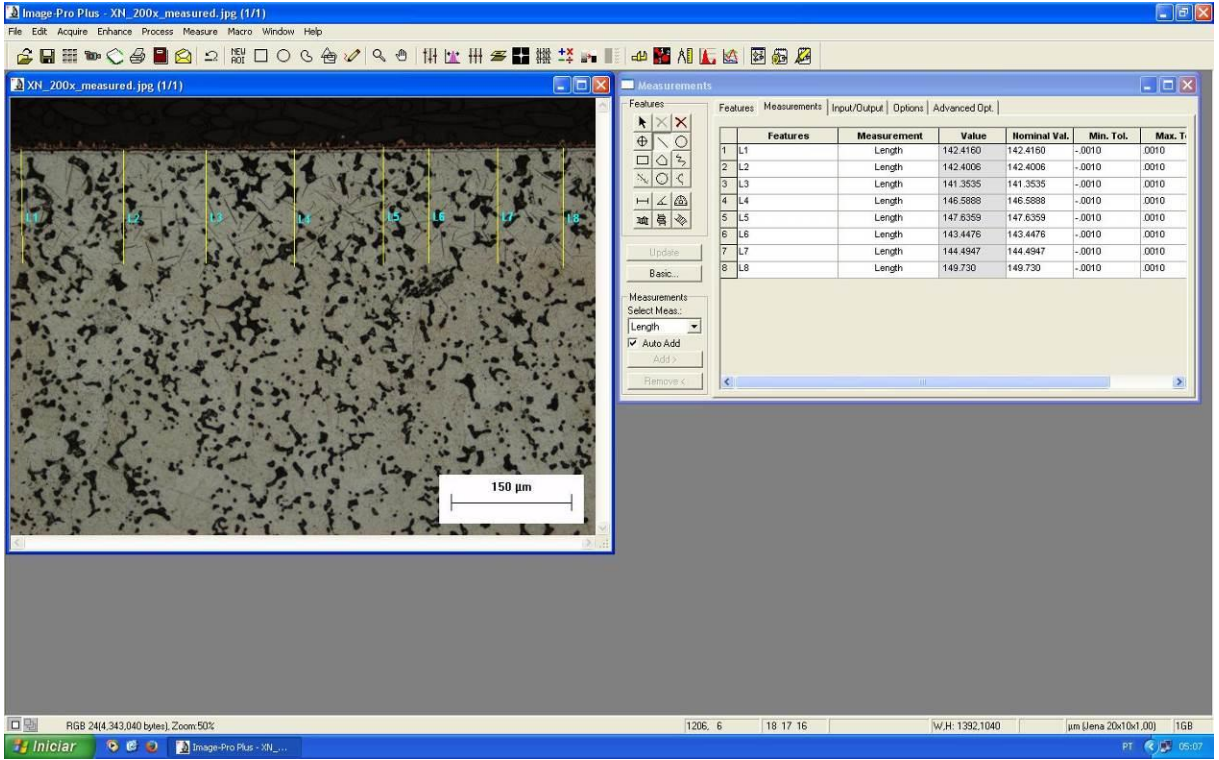 Image-Pro Plus - XN_200x_measured.jpg (1/1)
File Edit Acquire Enhance Process Measure Macro Window Help
NEW ROI
XN_200x_measured.jpg (1/1)
L1 L2 L3 L4 L5 L6 L7 L8
150 µm
Measurements
Features
Update
Basic...
Measurements
Select Meas.:
Length
Auto Add
Add >
Remove <
Features Measurements Input/Output Options Advanced Opt.
Features Measurement Value Nominal Val. Min. Tol. Max. T
1 L1 Length 142.4160 142.4160 -.0010 .0010
2 L2 Length 142.4006 142.4006 -.0010 .0010
3 L3 Length 141.3535 141.3535 -.0010 .0010
4 L4 Length 146.5888 146.5888 -.0010 .0010
5 L5 Length 147.6359 147.6359 -.0010 .0010
6 L6 Length 143.4476 143.4476 -.0010 .0010
7 L7 Length 144.4947 144.4947 -.0010 .0010
8 L8 Length 149.730 149.730 -.0010 .0010
RGB 24(4,343,040 bytes), Zoom:50% 1206, 6 18 17 16 W,H: 1392,1040 µm (Jena 20x10x1,00) 1GB
Iniciar Image-Pro Plus - XN_... PT 05:07